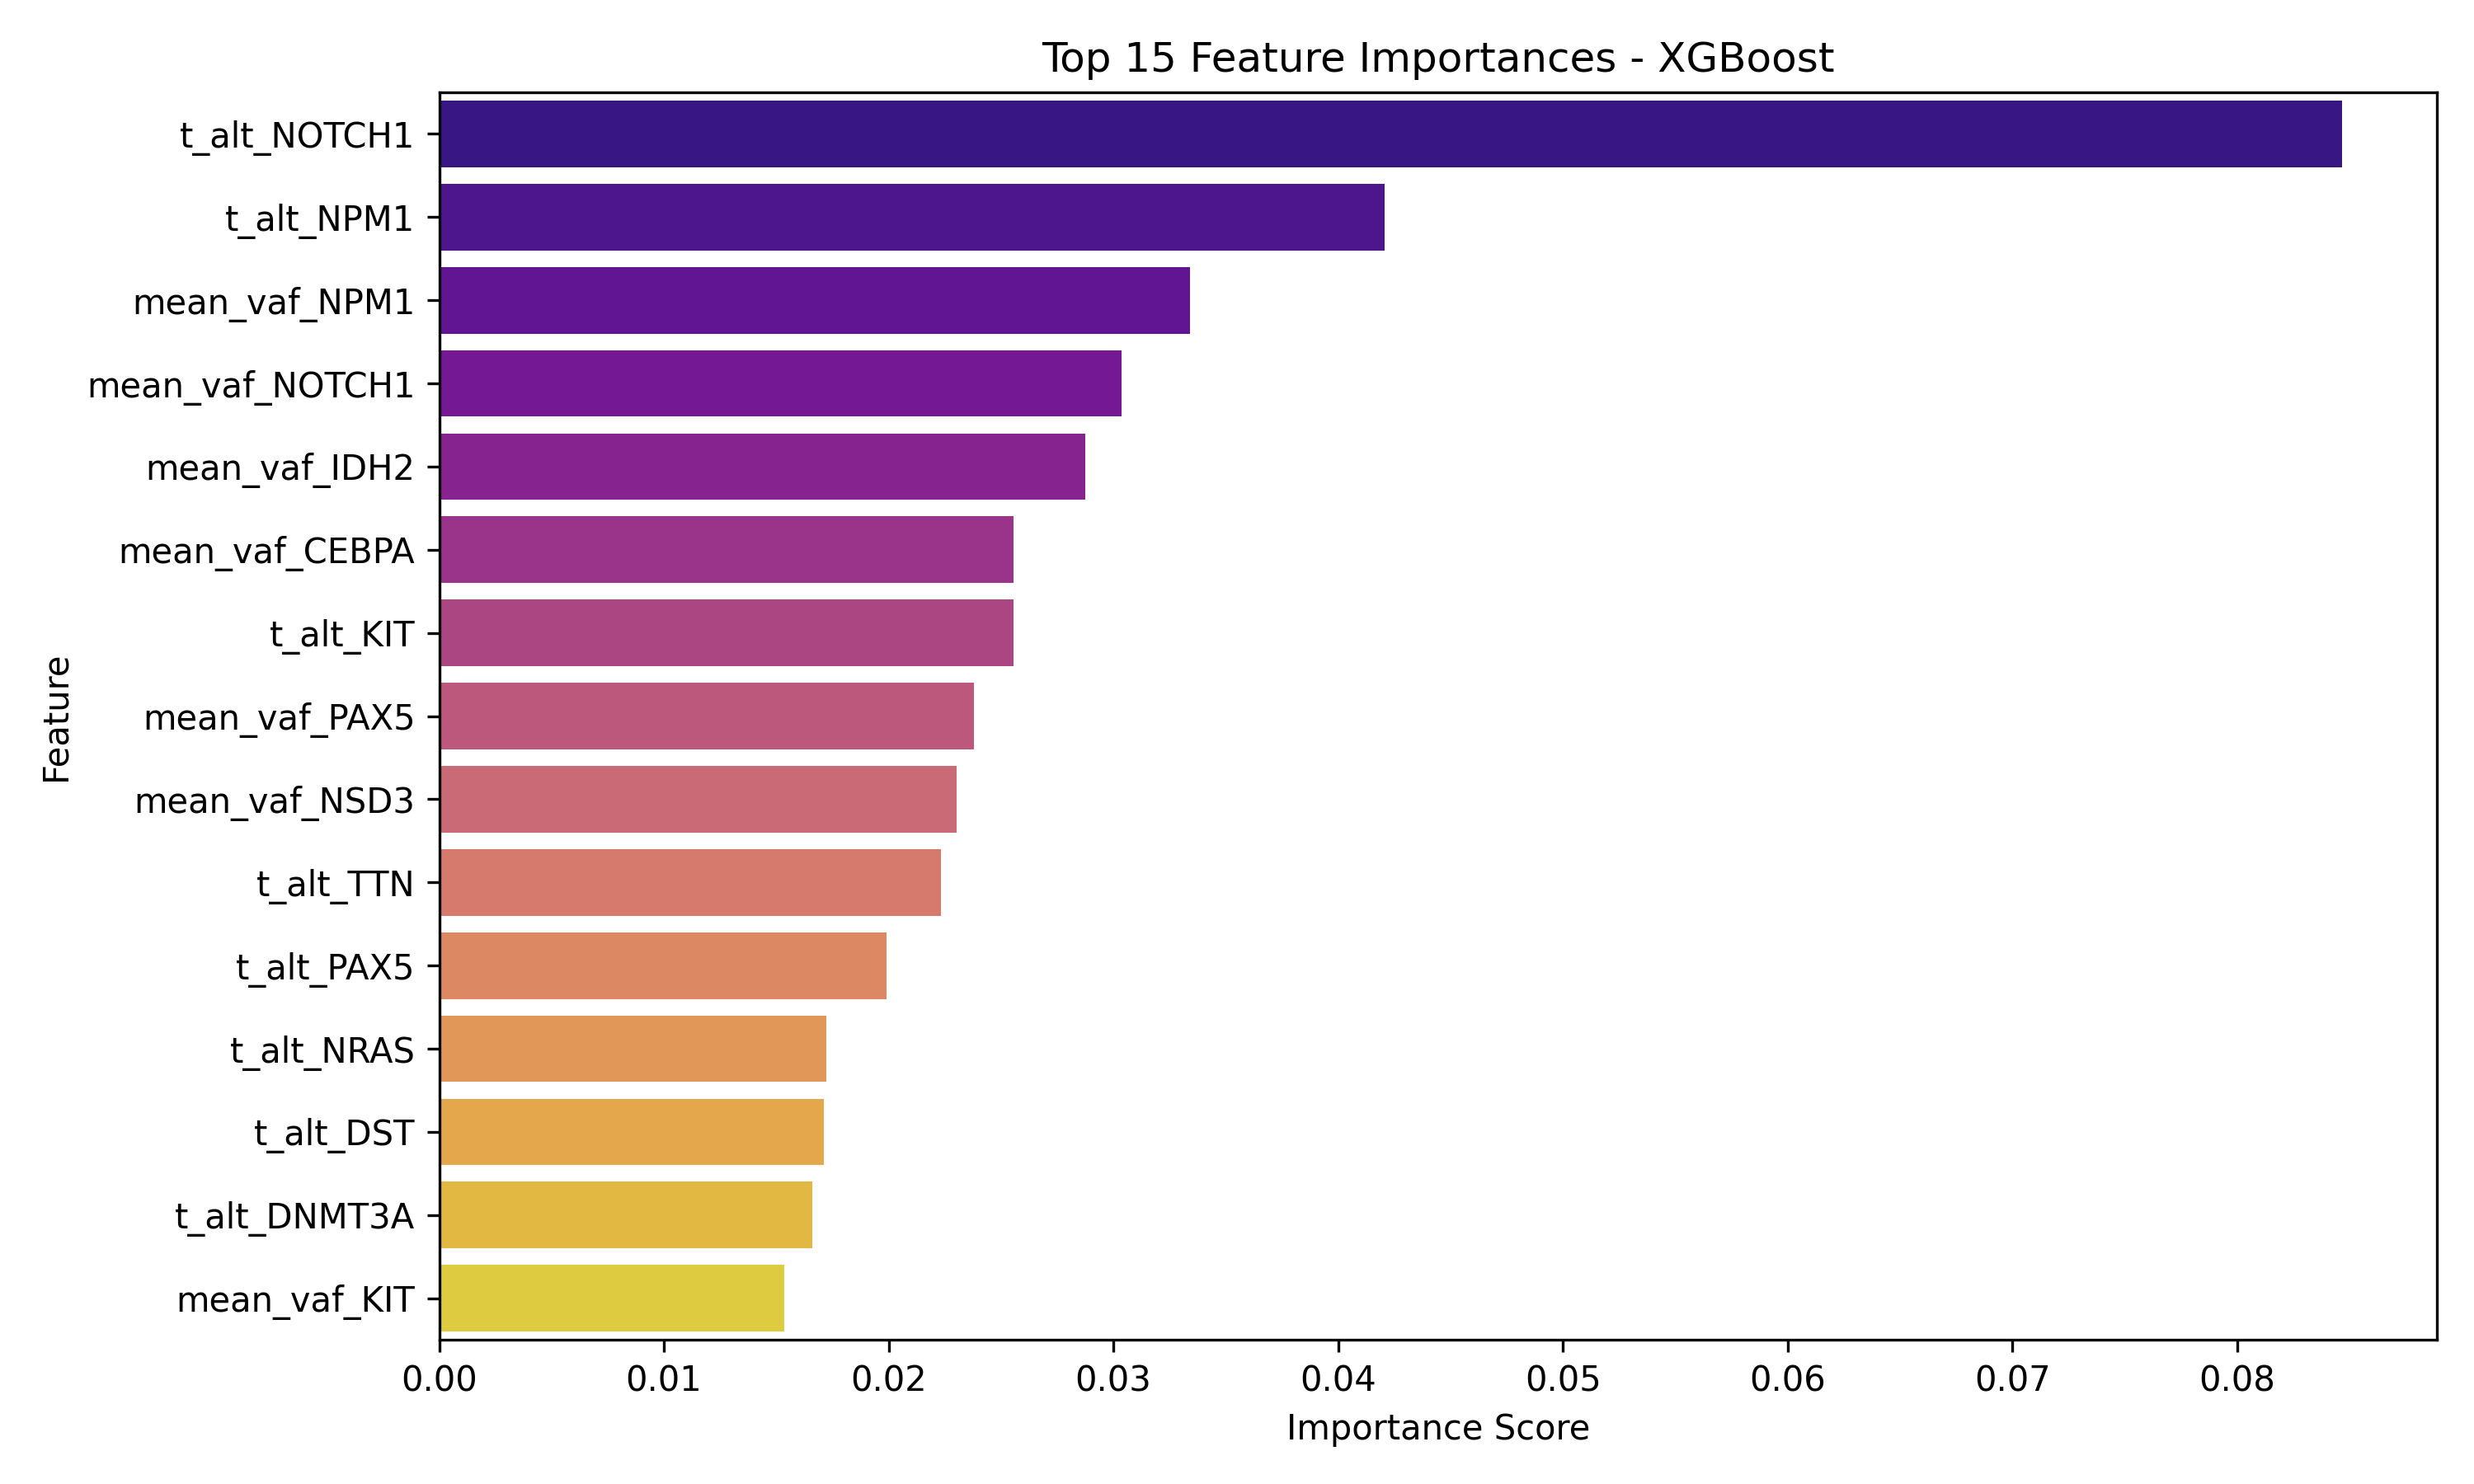 Top 15 Feature Importances - XGBoost
t_alt_NOTCH1
t_alt_NPM1
mean_vaf_NPM1
mean_vaf_NOTCH1
mean_vaf_IDH2
mean_vaf_CEBPA
t_alt_KIT
mean_vaf_PAX5
mean_vaf_NSD3
t_alt_TTN
t_alt_PAX5
t_alt_NRAS
t_alt_DST
t_alt_DNMT3A
mean_vaf_KIT
Feature
0.00 0.01 0.02 0.03 0.04 0.05 0.06 0.07 0.08
Importance Score